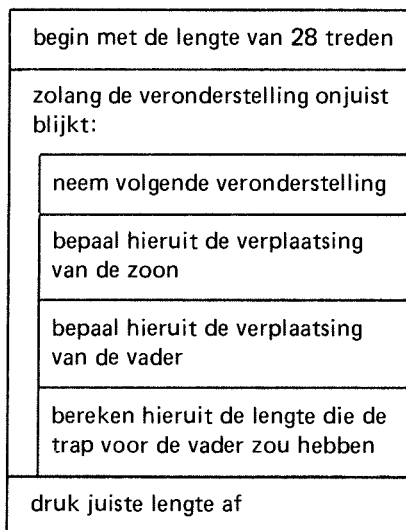 begin met de lengte van 28 treden
zolang de veronderstelling onjuist
blijkt:
neem volgende veronderstelling
bepaal hieruit de verplaatsing
van de zoon
bepaal hieruit de verplaatsing
van de vader
bereken hieruit de lengte die de
trap voor de vader zou hebben
druk juiste lengte af